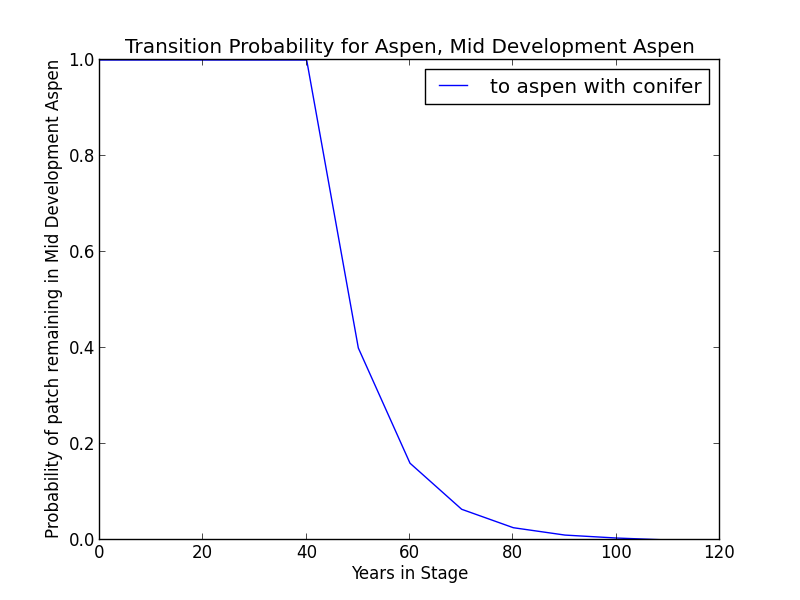 Transition Probability for Aspen, Mid Development Aspen
to aspen with conifer
Probability of patch remaining in Mid Development Aspen
1.0
0.8
0.6
0.4
0.2
0.0
0 20 40 60 80 100 120
Years in Stage